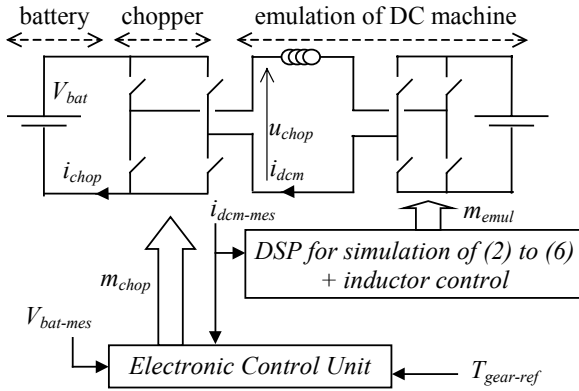 battery
chopper
emulation of DC machine
V_bat
u_chop
i_chop
i_dcm
i_dcm-mes
m_emul
DSP for simulation of (2) to (6)
+ inductor control
m_chop
V_bat-mes
Electronic Control Unit
T_gear-ref